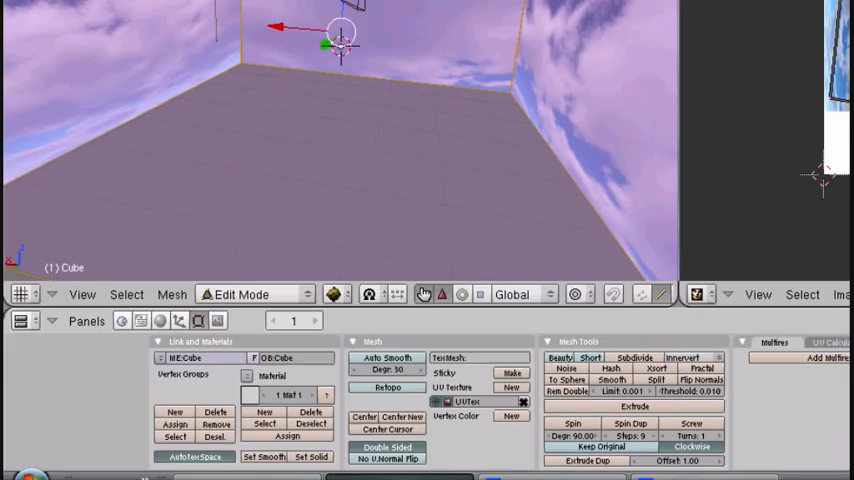 X
Z
(1) Cube
View Select Mesh Edit Mode Global View Select Ima
Panels 1
Link and Materials
ME:Cube F OB:Cube
Vertex Groups
Material
1 Mat 1 ?
New Delete New Delete
Assign Remove Select Deselect
Select Desel. Assign
AutoTexSpace Set Smooth Set Solid
Mesh
Auto Smooth
Degr: 30
Retopo
Center Center New
Center Cursor
Double Sided
No V.Normal Flip
TexMesh:
Sticky Make
UV Texture New
UVTex
Vertex Color New
Mesh Tools
Beauty Short Subdivide Innervert
Noise Hash Xsort Fractal
To Sphere Smooth Split Flip Normals
Rem Double Limit: 0.001 Threshold: 0.010
Extrude
Spin Spin Dup Screw
Degr: 90.00 Steps: 9 Turns: 1
Keep Original Clockwise
Extrude Dup Offset: 1.00
Multires UV Calcula
Add Multires